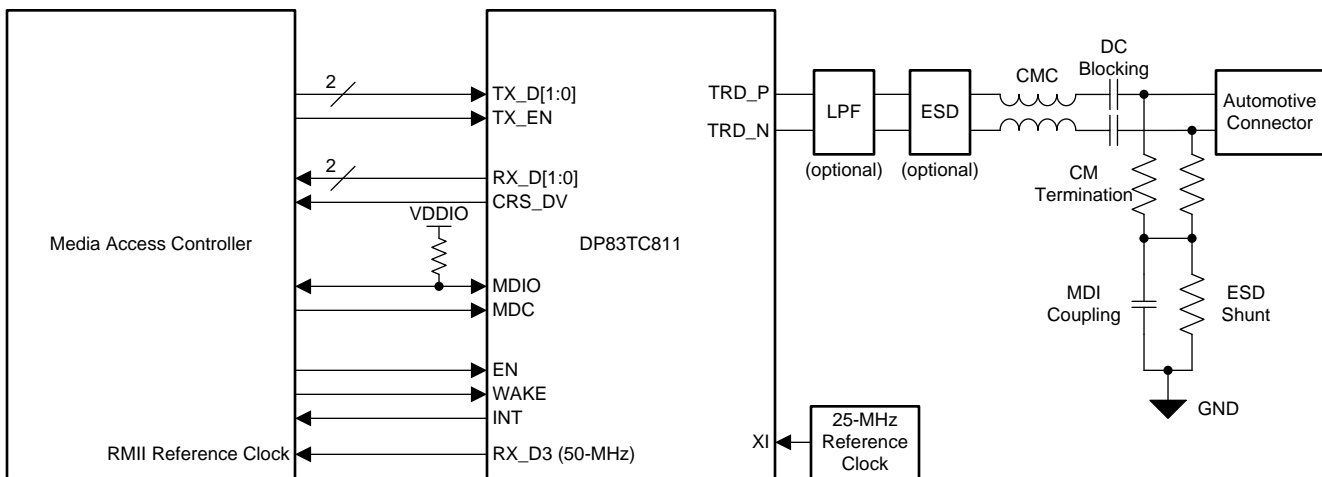 Media Access Controller
RMII Reference Clock
2
2
VDDIO
TX_D[1:0]
TX_EN
RX_D[1:0]
CRS_DV
MDIO
MDC
EN
WAKE
INT
RX_D3 (50-MHz)
DP83TC811
TRD_P
TRD_N
XI
25-MHz
Reference
Clock
LPF
(optional)
ESD
(optional)
CMC
DC
Blocking
Automotive
Connector
CM
Termination
MDI
Coupling
ESD
Shunt
GND